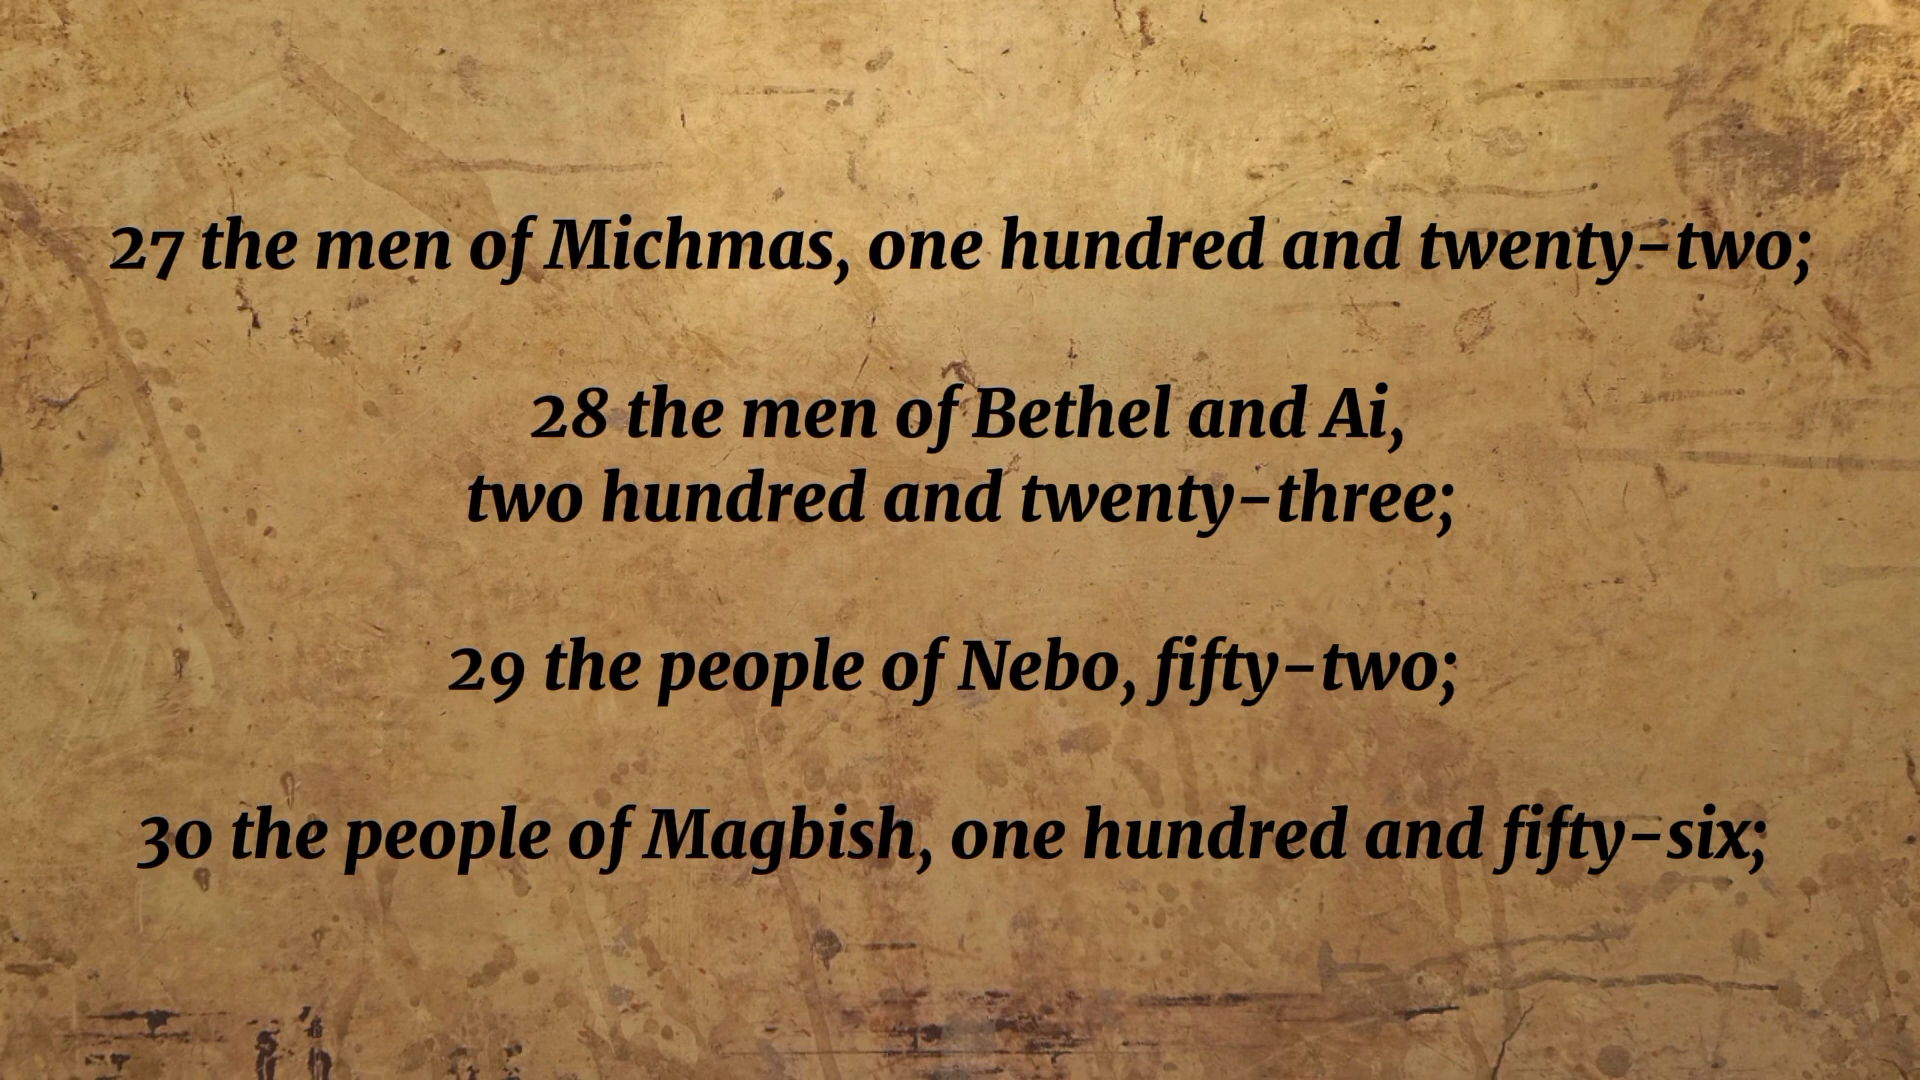 27 the men of Michmas, one hundred and twenty-two;
28 the men of Bethel and Ai,
two hundred and twenty-three;
29 the people of Nebo, fifty-two;
30 the people of Magbish, one hundred and fifty-six;